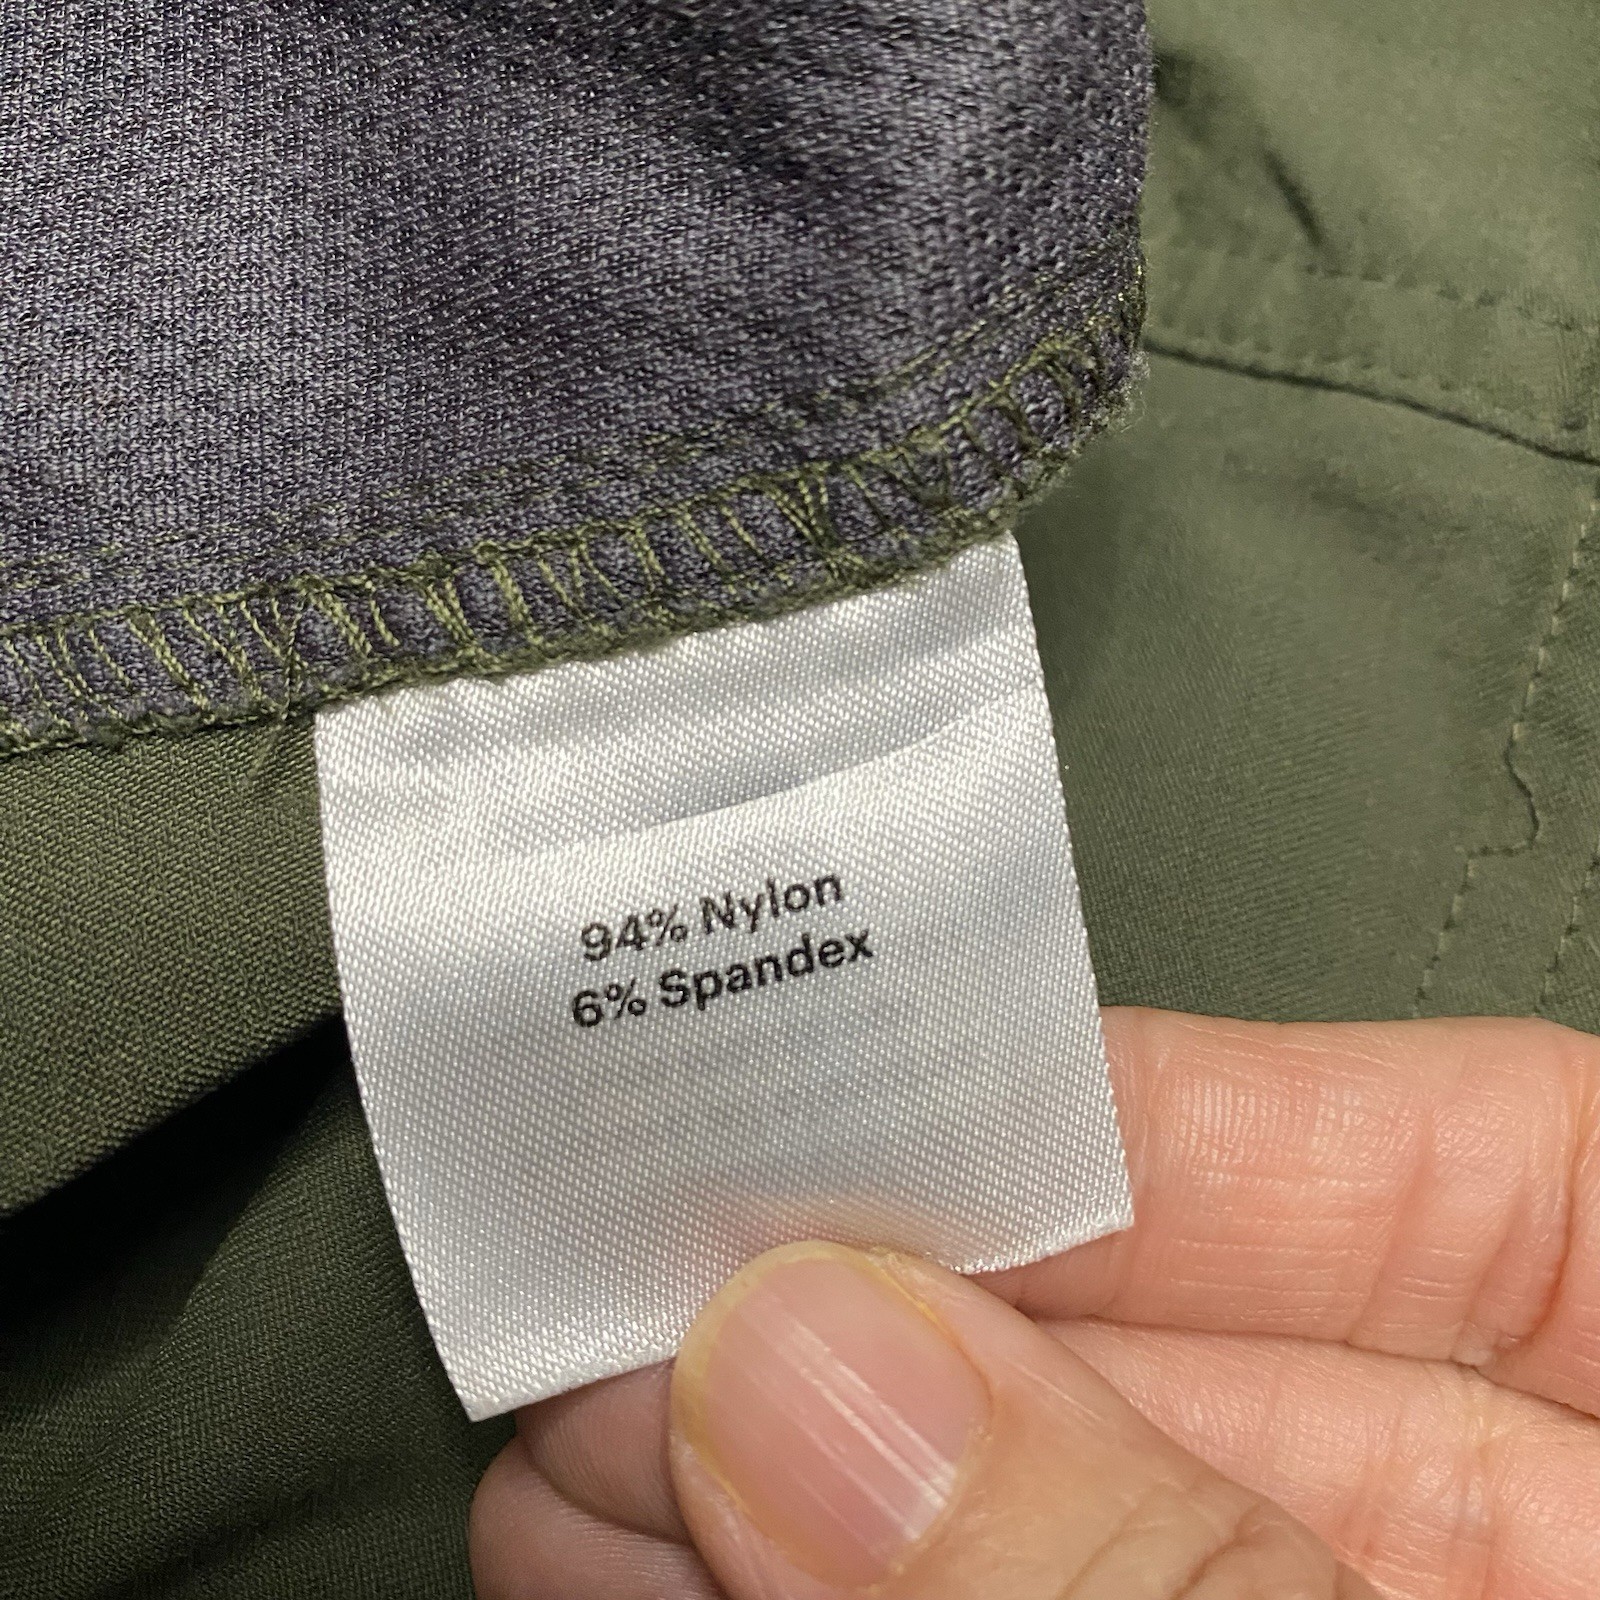 94% Nylon
6% Spandex